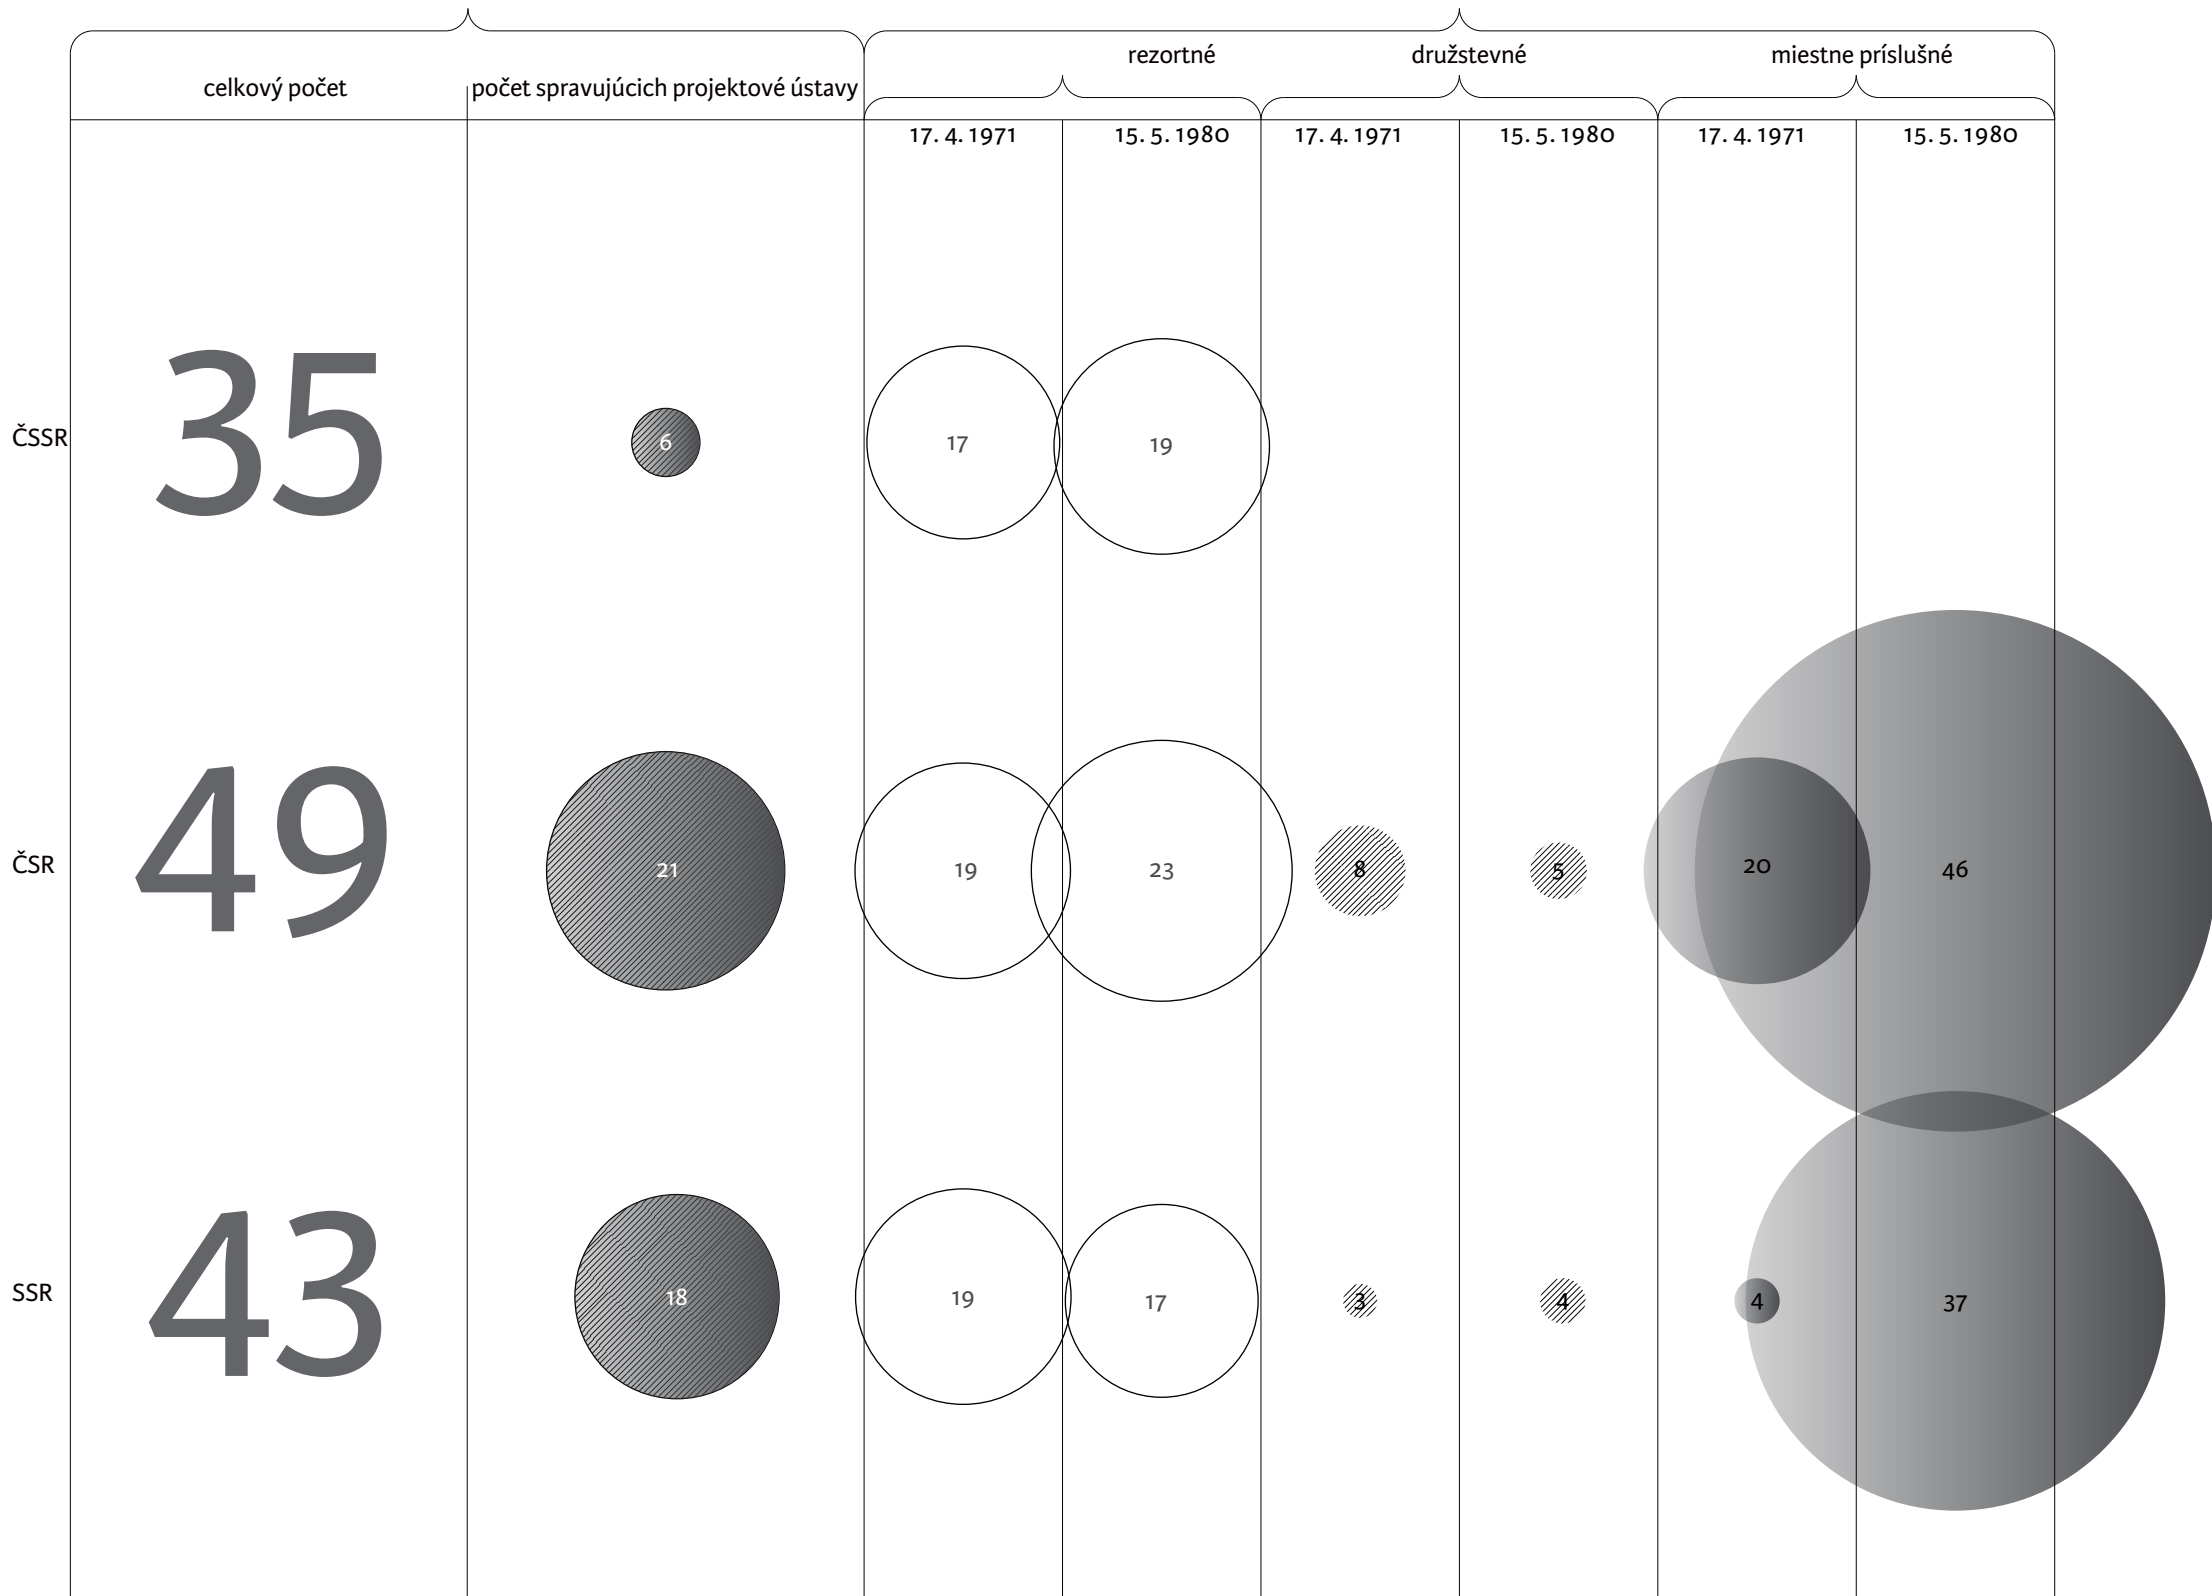 rezortné družstevné miestne príslušné
celkový počet počet spravujúcich projektové ústavy
17. 4. 1971 15. 5. 1980 17. 4. 1971 15. 5. 1980 17. 4. 1971 15. 5. 1980
ČSSR 35 6 17 19
ČSR 49 21 19 23 8 5 20 46
SSR 43 18 19 17 3 4 4 37